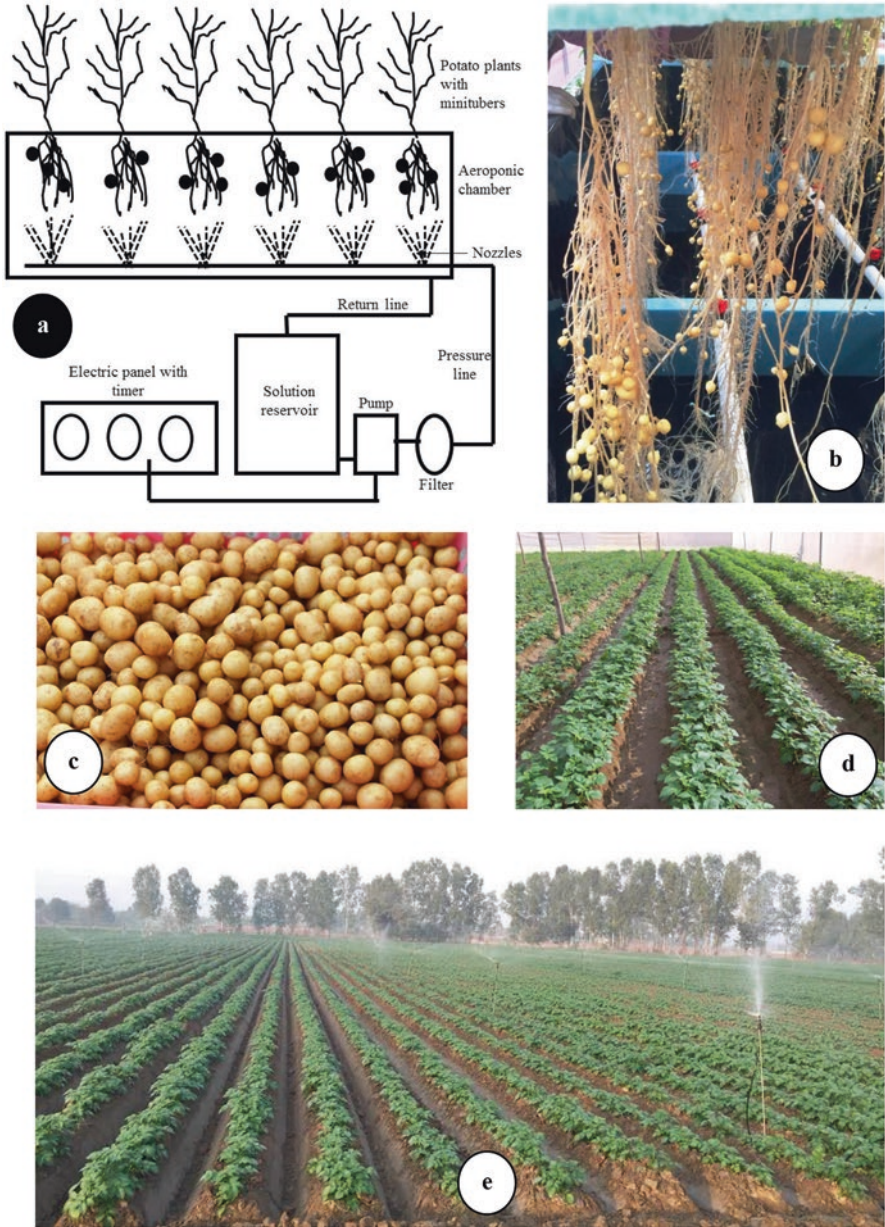 Potato plants
with
minitubers
Aeroponic
chamber
Nozzles
Return line
a
Pressure
line
Electric panel with
timer
Solution
reservoir
Pump
Filter
b
c
d
e